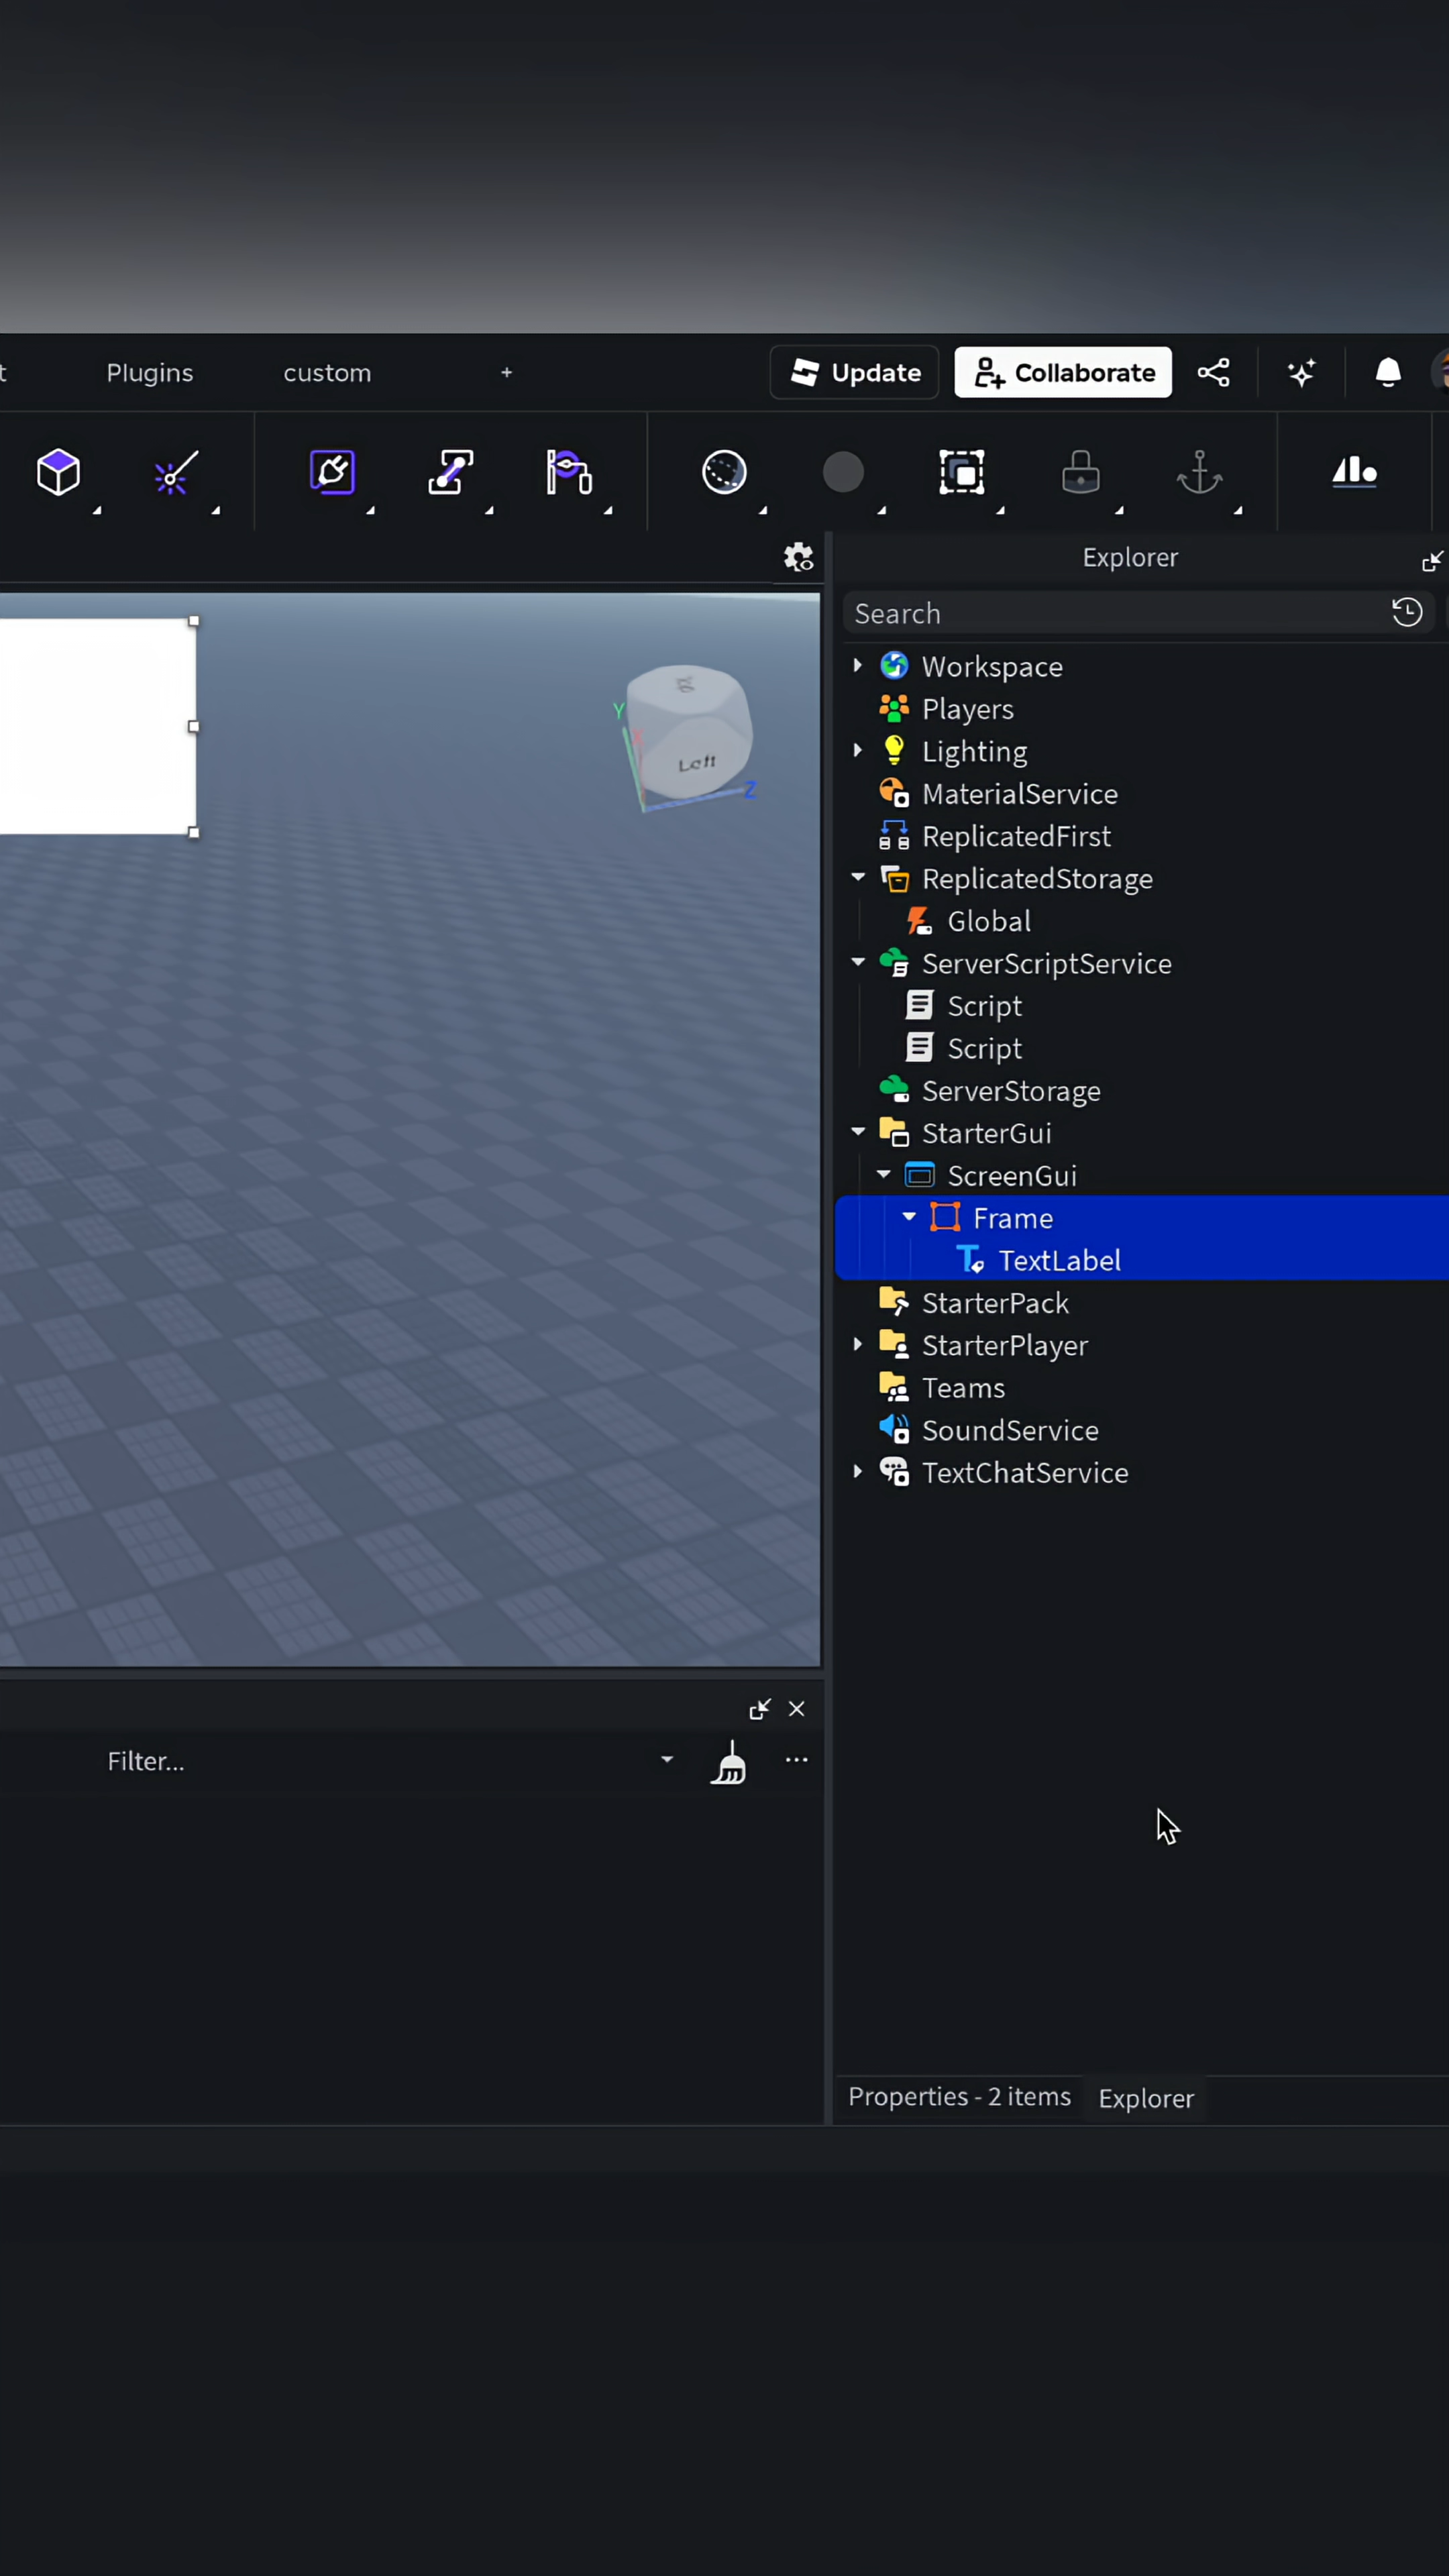 t
Plugins
custom
+
Update
Collaborate
Explorer
Search
Y
Left
Z
Workspace
Players
Lighting
MaterialService
ReplicatedFirst
ReplicatedStorage
Global
ServerScriptService
Script
Script
ServerStorage
StarterGui
ScreenGui
Frame
TextLabel
StarterPack
StarterPlayer
Teams
SoundService
TextChatService
Filter...
Properties - 2 items
Explorer